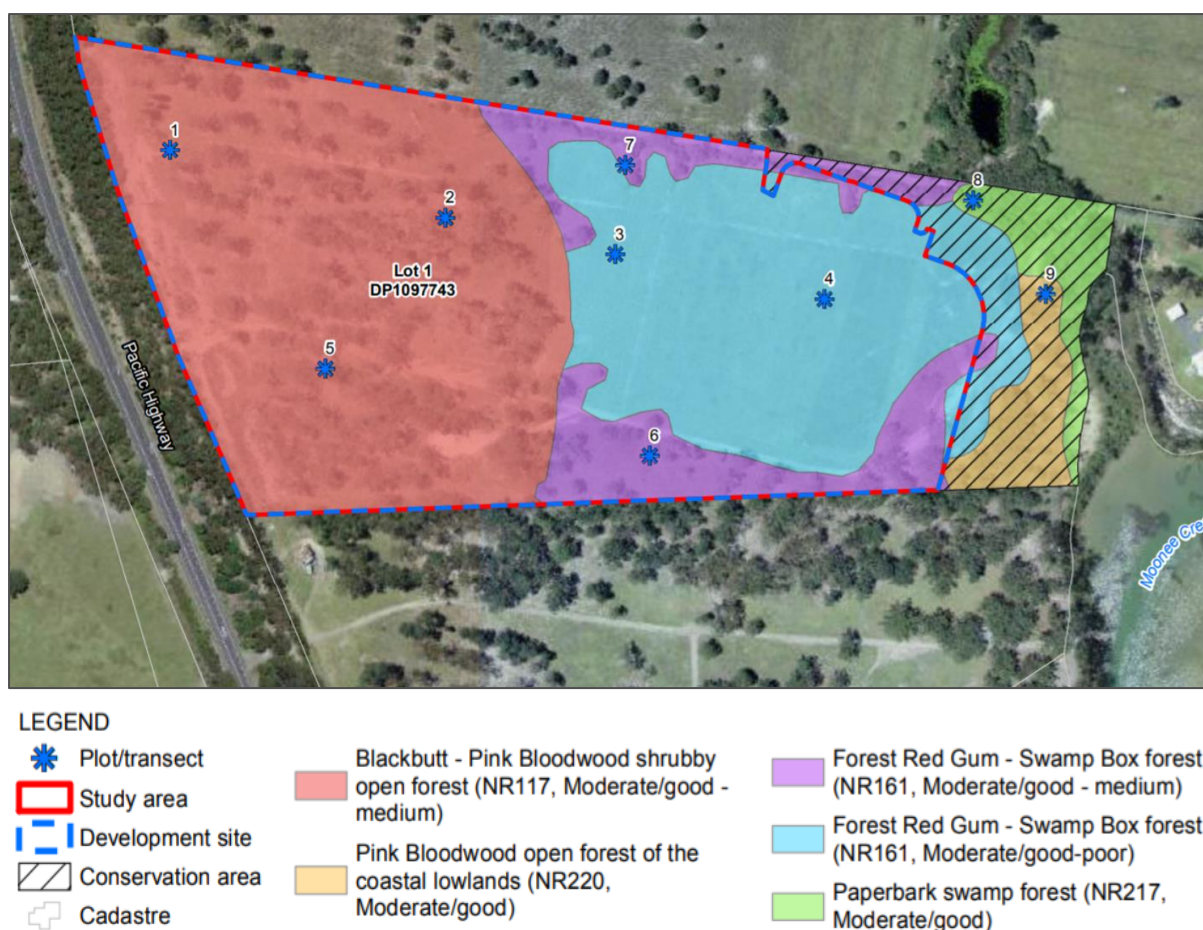 1
7
8
2
3
9
Lot 1
DP1097743
4
5
Pacific Highway
6
Moonee Cre
LEGEND
Plot/transect
Study area
Development site
Conservation area
Cadastre
Blackbutt - Pink Bloodwood shrubby
open forest (NR117, Moderate/good -
medium)
Pink Bloodwood open forest of the
coastal lowlands (NR220,
Moderate/good)
Forest Red Gum - Swamp Box forest
(NR161, Moderate/good - medium)
Forest Red Gum - Swamp Box forest
(NR161, Moderate/good-poor)
Paperbark swamp forest (NR217,
Moderate/good)